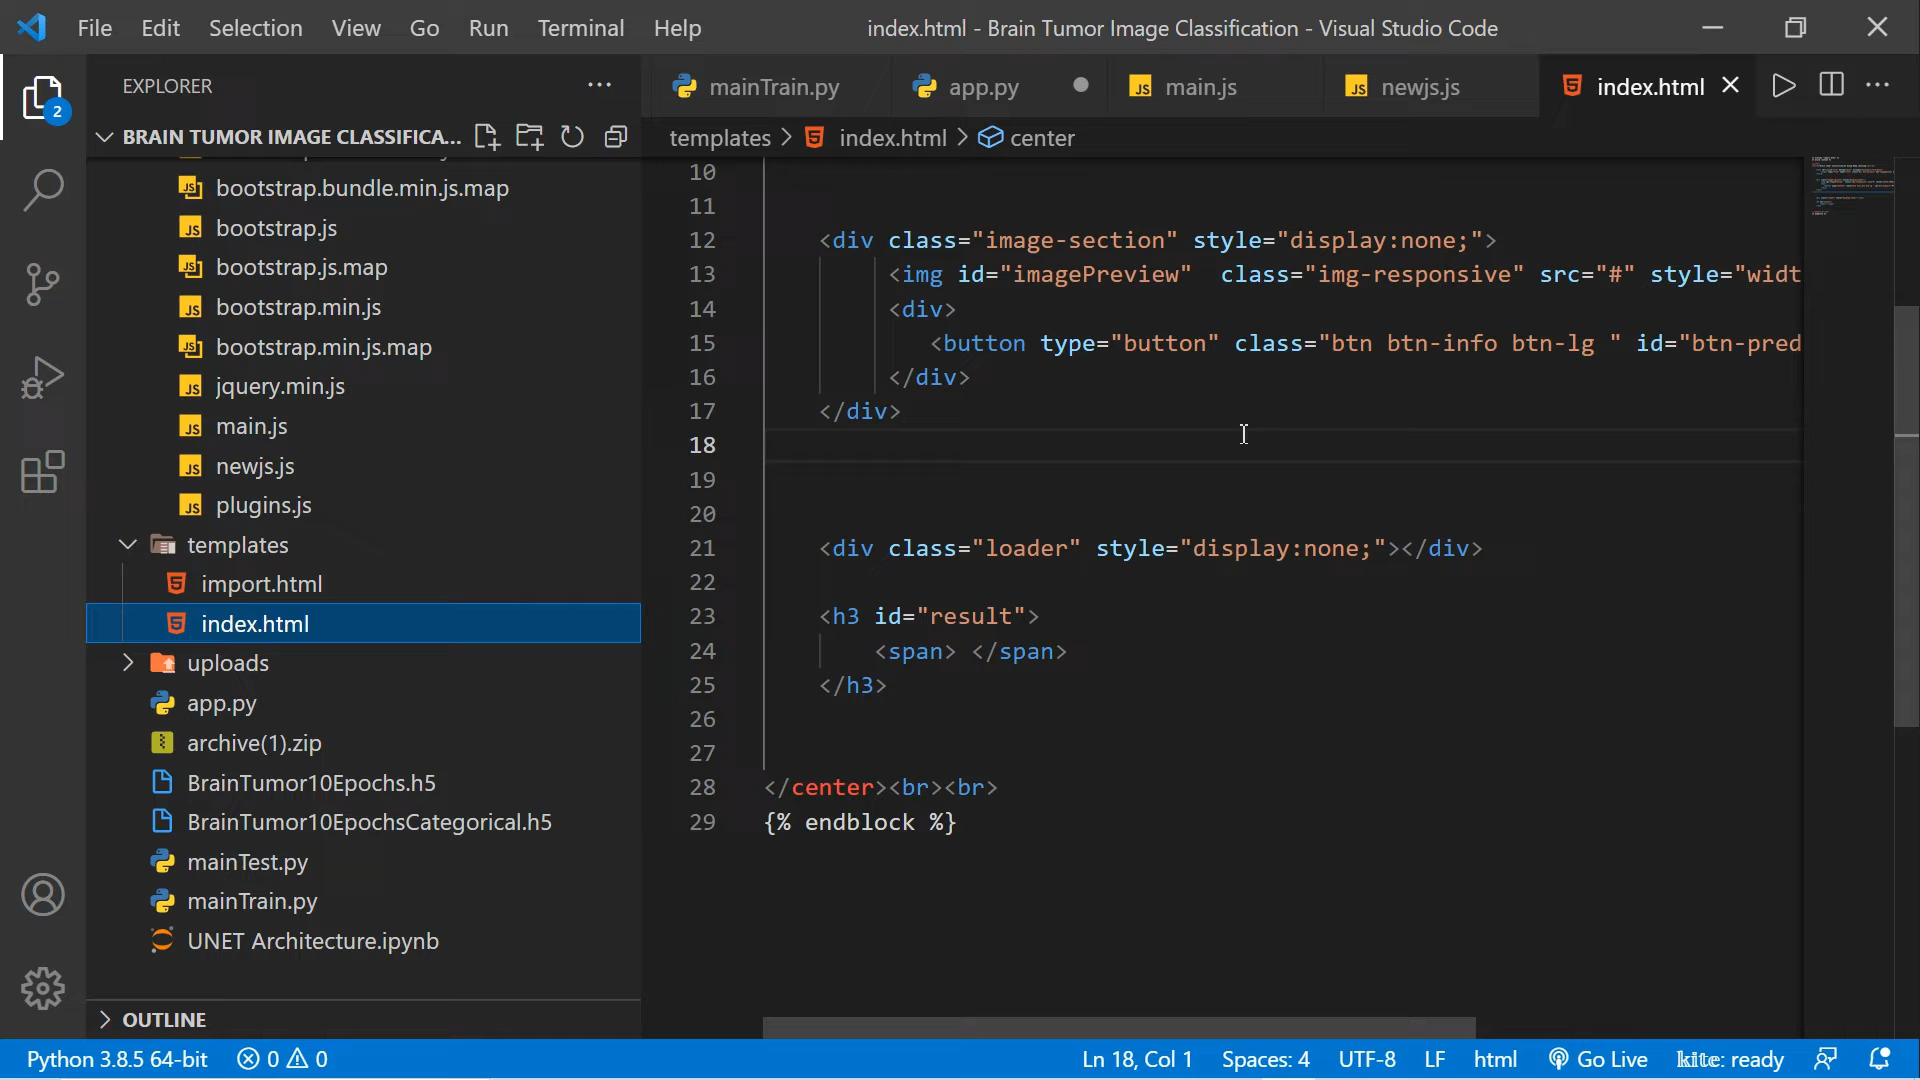 File Edit Selection View Go Run Terminal Help
index.html - Brain Tumor Image Classification - Visual Studio Code
2
EXPLORER
BRAIN TUMOR IMAGE CLASSIFICA...
bootstrap.bundle.min.js.map
bootstrap.js
bootstrap.js.map
bootstrap.min.js
bootstrap.min.js.map
jquery.min.js
main.js
newjs.js
plugins.js
templates
import.html
index.html
uploads
app.py
archive(1).zip
BrainTumor10Epochs.h5
BrainTumor10EpochsCategorical.h5
mainTest.py
mainTrain.py
UNET Architecture.ipynb
OUTLINE
mainTrain.py app.py main.js newjs.js index.html
templates > index.html > center
10
11
12 <div class="image-section" style="display:none;">
13 <img id="imagePreview"  class="img-responsive" src="#" style="widt
14 <div>
15 <button type="button" class="btn btn-info btn-lg " id="btn-pred
16 </div>
17 </div>
18
19
20
21 <div class="loader" style="display:none;"></div>
22
23 <h3 id="result">
24 <span> </span>
25 </h3>
26
27
28 </center><br><br>
29 {% endblock %}
Python 3.8.5 64-bit 0 0 Ln 18, Col 1 Spaces: 4 UTF-8 LF html Go Live kite: ready